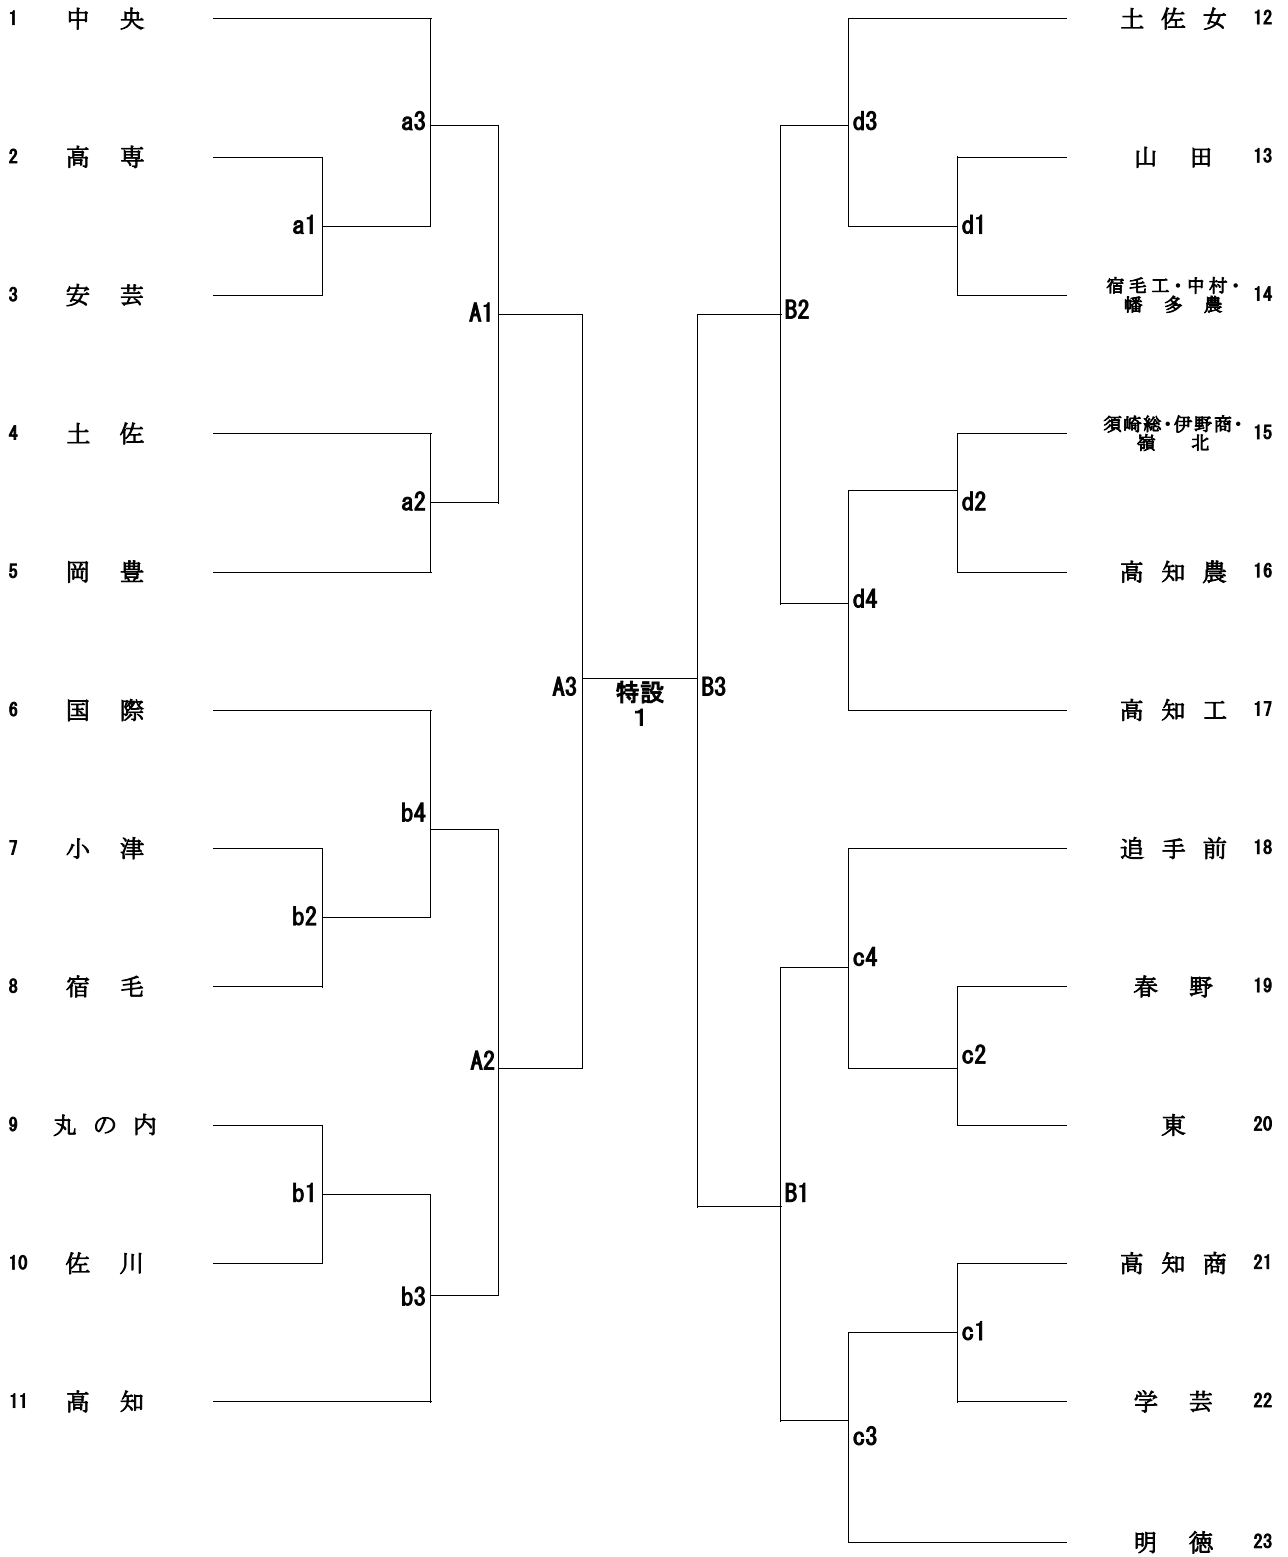 1 中央
a3
2 高専
a1
3 安芸
A1
4 土佐
a2
5 岡豊
A3
6 国際
b4
7 小津
b2
8 宿毛
A2
9 丸の内
b1
10 佐川
b3
11 高知
特設
1
土佐女 12
d3
山田 13
d1
宿毛工・中村・
幡多農 14
B2
須崎総・伊野商・
嶺北 15
d2
高知農 16
d4
B3
高知工 17
追手前 18
c4
春野 19
c2
東 20
B1
高知商 21
c1
学芸 22
c3
明徳 23